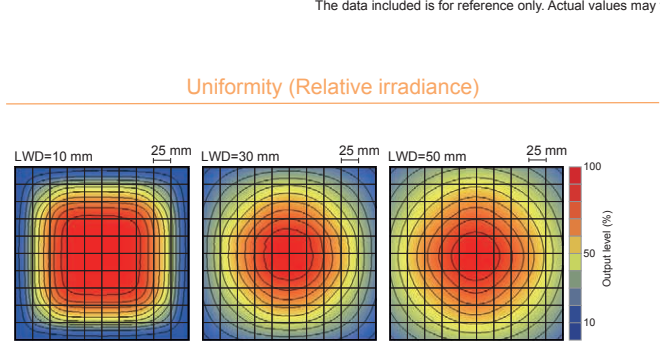 The data included is for reference only. Actual values may
Uniformity (Relative irradiance)
LWD=10 mm
25 mm
LWD=30 mm
25 mm
LWD=50 mm
25 mm
100
50
10
Output level (%)